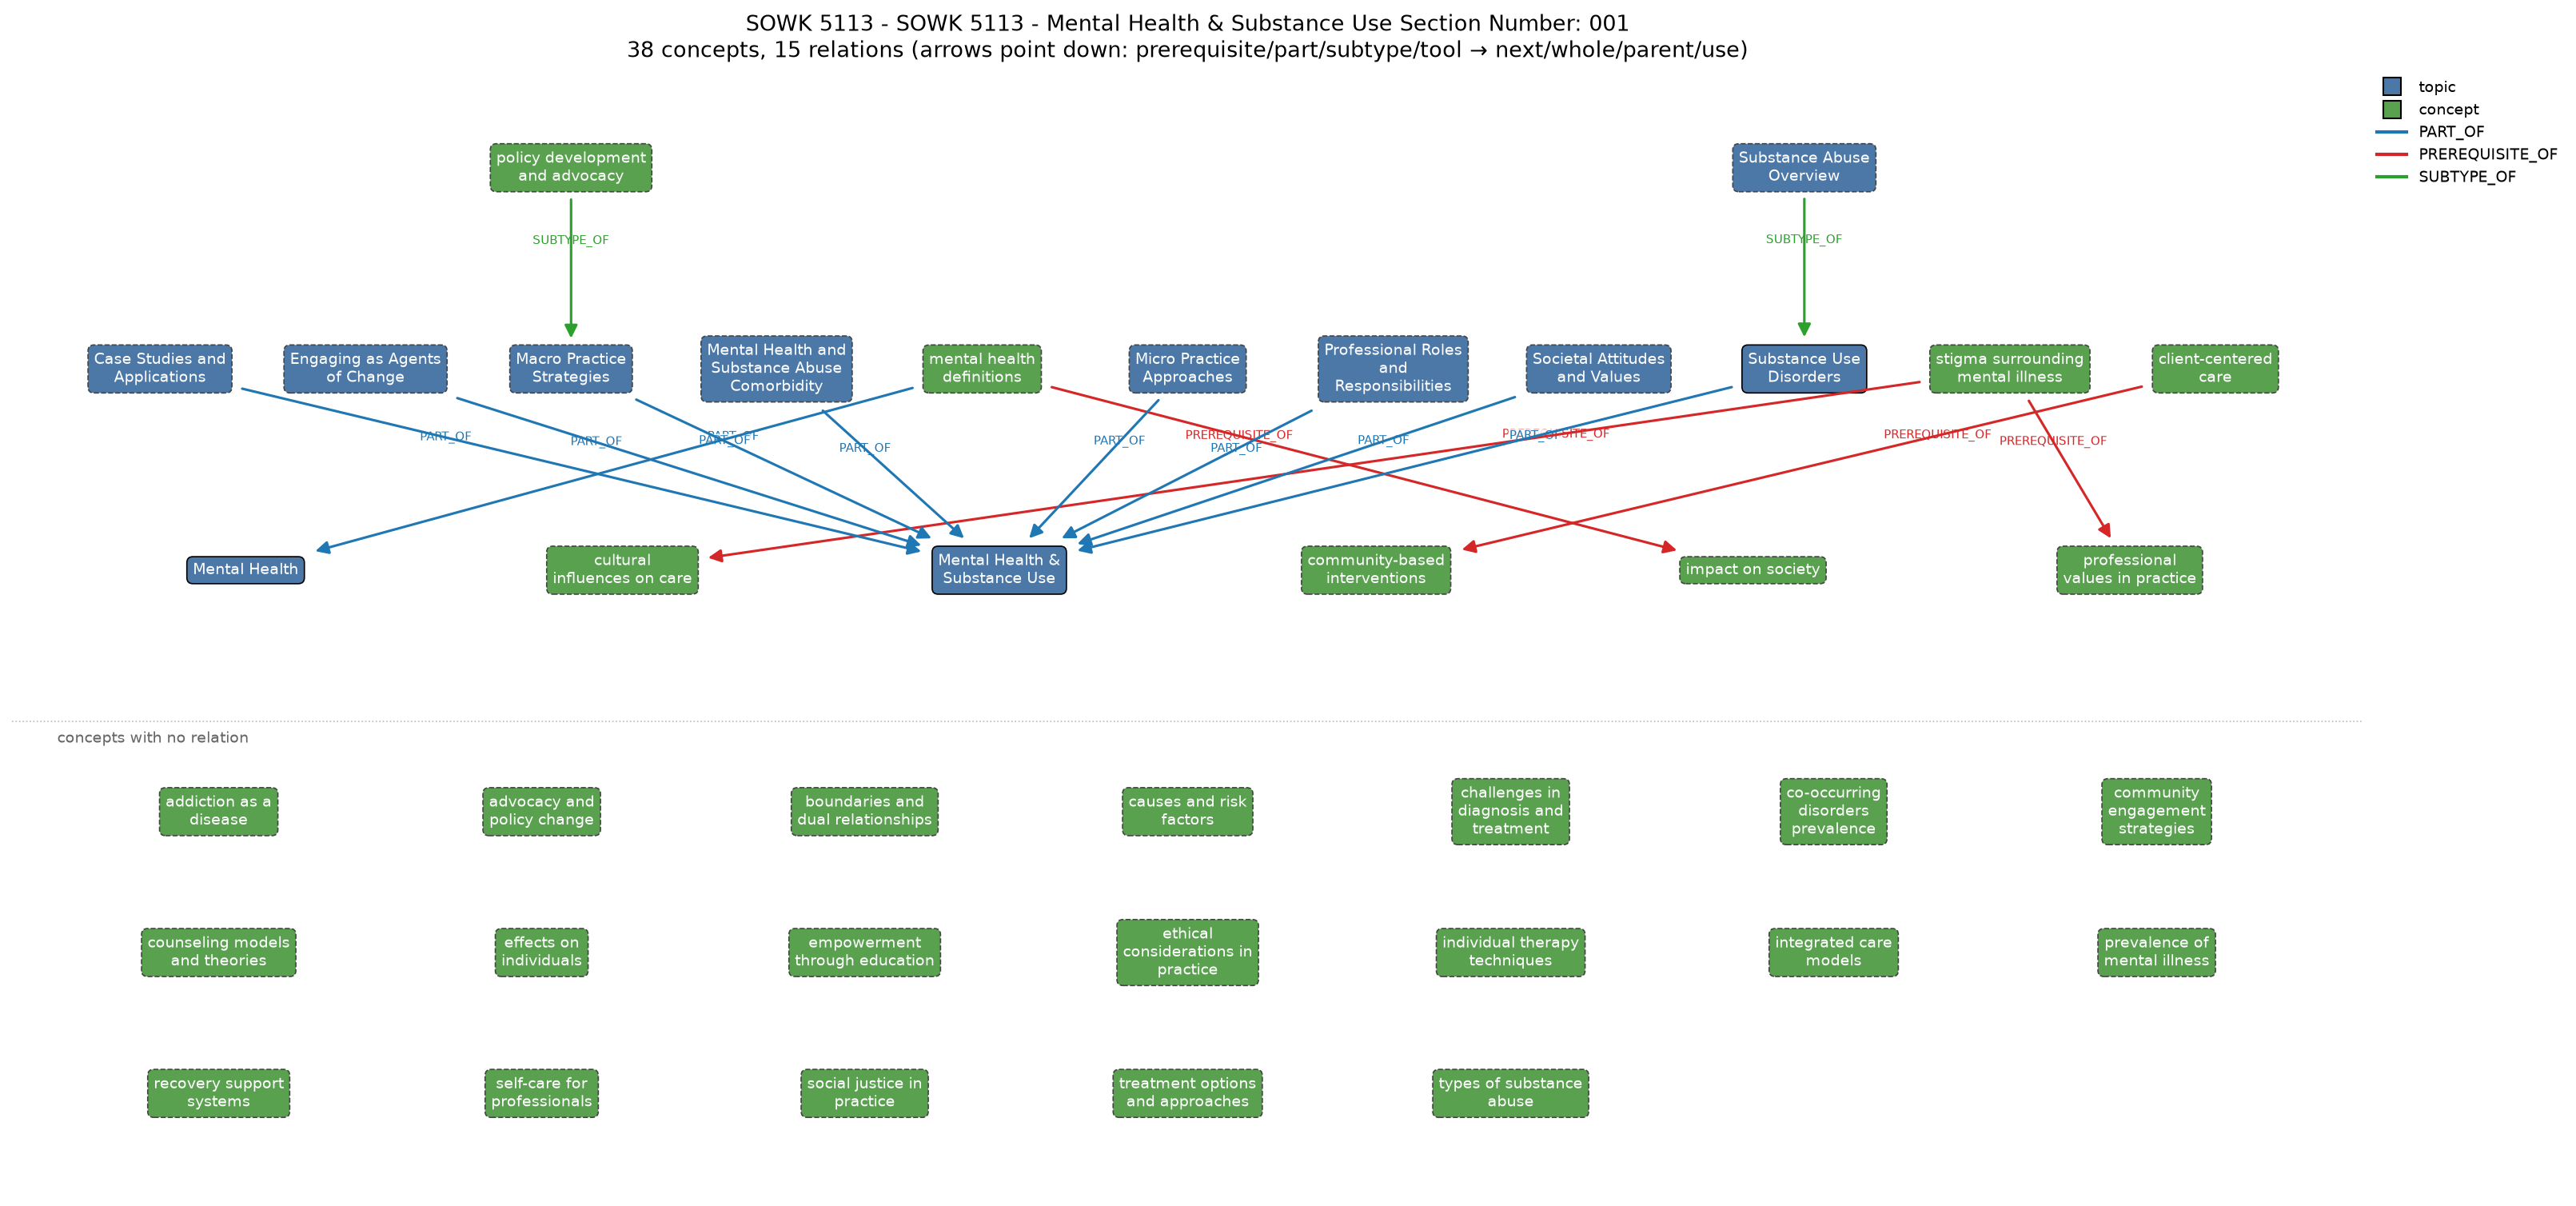 SOWK 5113 - SOWK 5113 - Mental Health & Substance Use Section Number: 001
38 concepts, 15 relations (arrows point down: prerequisite/part/subtype/tool → next/whole/parent/use)
topic
concept
PART_OF
PREREQUISITE_OF
SUBTYPE_OF
policy development
and advocacy
Substance Abuse
Overview
SUBTYPE_OF
SUBTYPE_OF
Case Studies and
Applications
Engaging as Agents
of Change
Macro Practice
Strategies
Mental Health and
Substance Abuse
Comorbidity
mental health
definitions
Micro Practice
Approaches
Professional Roles
and
Responsibilities
Societal Attitudes
and Values
Substance Use
Disorders
stigma surrounding
mental illness
client-centered
care
PART_OF
PART_OF
PART_OF
PART_OF
PART_OF
PART_OF
PREREQUISITE_OF
PART_OF
PART_OF
PREREQUISITE_OF
PART_OF
PREREQUISITE_OF
PREREQUISITE_OF
Mental Health
cultural
influences on care
Mental Health &
Substance Use
community-based
interventions
impact on society
professional
values in practice
concepts with no relation
addiction as a
disease
advocacy and
policy change
boundaries and
dual relationships
causes and risk
factors
challenges in
diagnosis and
treatment
co-occurring
disorders
prevalence
community
engagement
strategies
counseling models
and theories
effects on
individuals
empowerment
through education
ethical
considerations in
practice
individual therapy
techniques
integrated care
models
prevalence of
mental illness
recovery support
systems
self-care for
professionals
social justice in
practice
treatment options
and approaches
types of substance
abuse